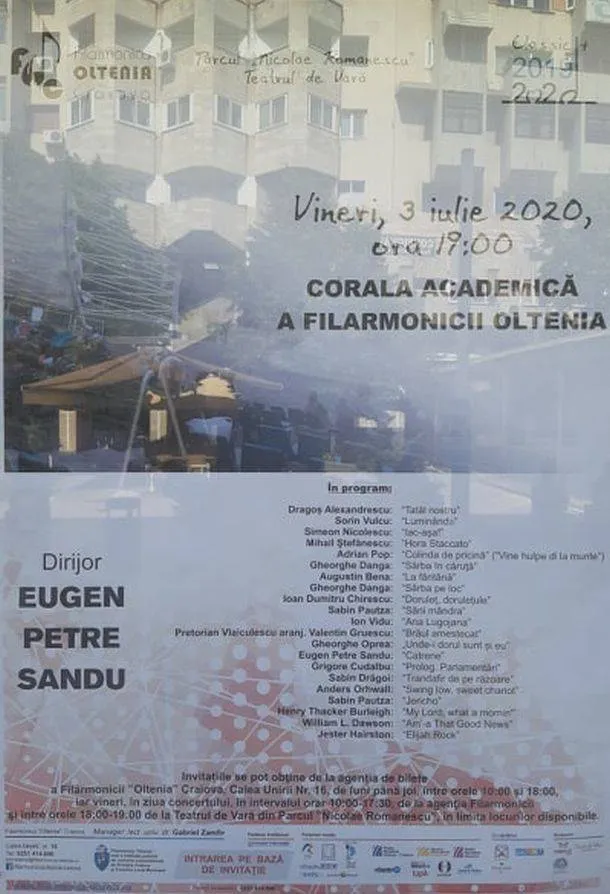 Filarmonica
OLTENIA
Craiova
Parcul „Nicolae Romanescu"
Teatrul de Vară
2019
2020
Vineri, 3 iulie 2020,
ora 19:00
CORALA ACADEMICĂ
A FILARMONICII OLTENIA
În program:
Dragoș Alexandrescu: "Tatăl nostru"
Sorin Vulcu: "Luminânda"
Simeon Nicolescu: "Iac-așa!"
Mihail Ștefănescu: "Hora Staccato"
Adrian Pop: "Colinda de pricină" ("Vine hulpe di la munte")
Gheorghe Danga: "Sârba în căruță"
Augustin Bena: "La fântână"
Gheorghe Danga: "Sârba pe loc"
Ioan Dumitru Chirescu: "Doruleț, dorulețule"
Sabin Pautza: "Sării mândra"
Ion Vidu: "Ana Lugojana"
Pretorian Vlaiculescu aranj. Valentin Gruescu: "Brâul amestecat"
Gheorghe Oprea: „Unde-i dorul sunt și eu"
Eugen Petre Sandu: "Catrene"
Grigore Cudalbu: "Prolog. Parlamentări"
Sabin Drăgoi: "Trandafir de pe răzoare"
Anders Örhwall: "Swing low, sweet chariot"
Sabin Pautza: "Jericho"
Henry Thacker Burleigh: "My Lord, what a mornin'"
William L. Dawson: "Ain'-a That Good News"
Jester Hairston: "Elijah Rock"
Dirijor
EUGEN
PETRE
SANDU
Invitațiile se pot obține de la agenția de bilete
a Filarmonicii "Oltenia" Craiova, Calea Unirii Nr. 16, de luni până joi, între orele 10:00 și 18:00,
iar vineri, în ziua concertului, în intervalul orar 10:00-17:30, de la agenția Filarmonicii
și între orele 18:00-19:00 de la Teatrul de Vară din Parcul "Nicolae Romanescu", în limita locurilor disponibile.
Filarmonica "Oltenia" Craiova Manager: lect. univ. dr. Gabriel Zamfir
INTRAREA PE BAZĂ
DE INVITAȚIE